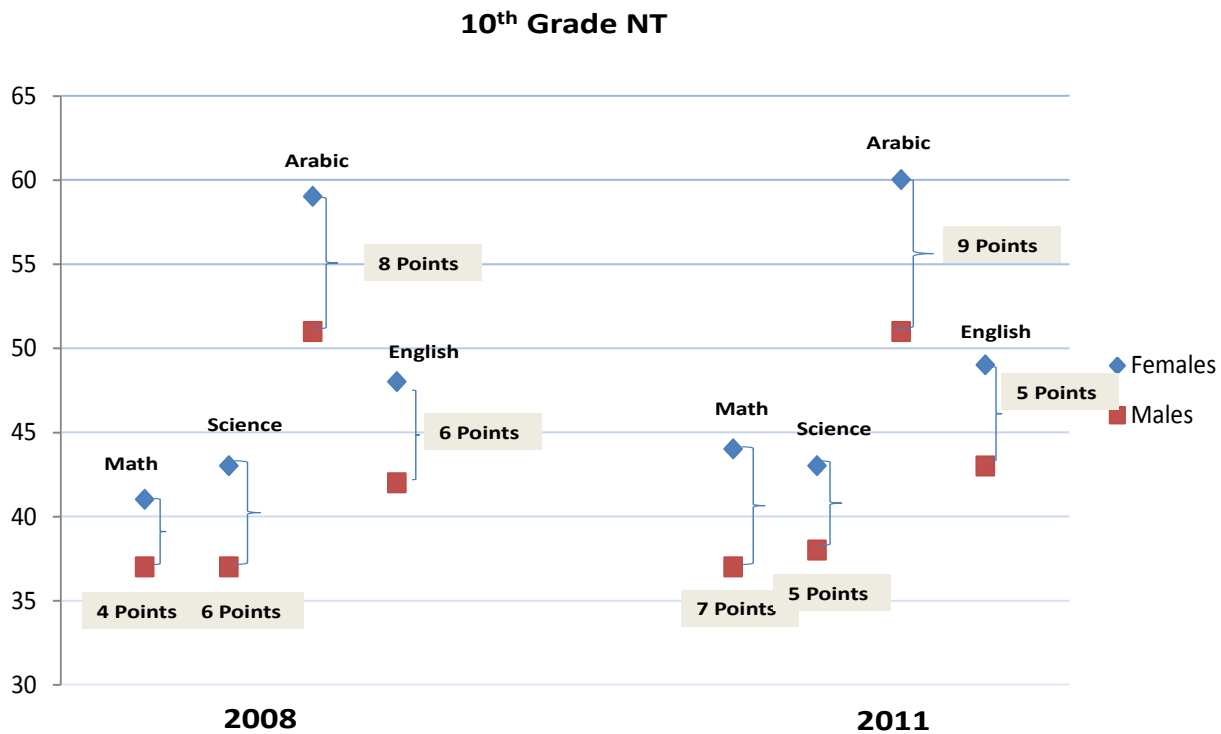 10th Grade NT
65
60
55
50
45
40
35
30
Arabic
8 Points
English
6 Points
Science
Math
4 Points
6 Points
2008
Arabic
9 Points
English
5 Points
Math
Science
7 Points
5 Points
2011
Females
Males